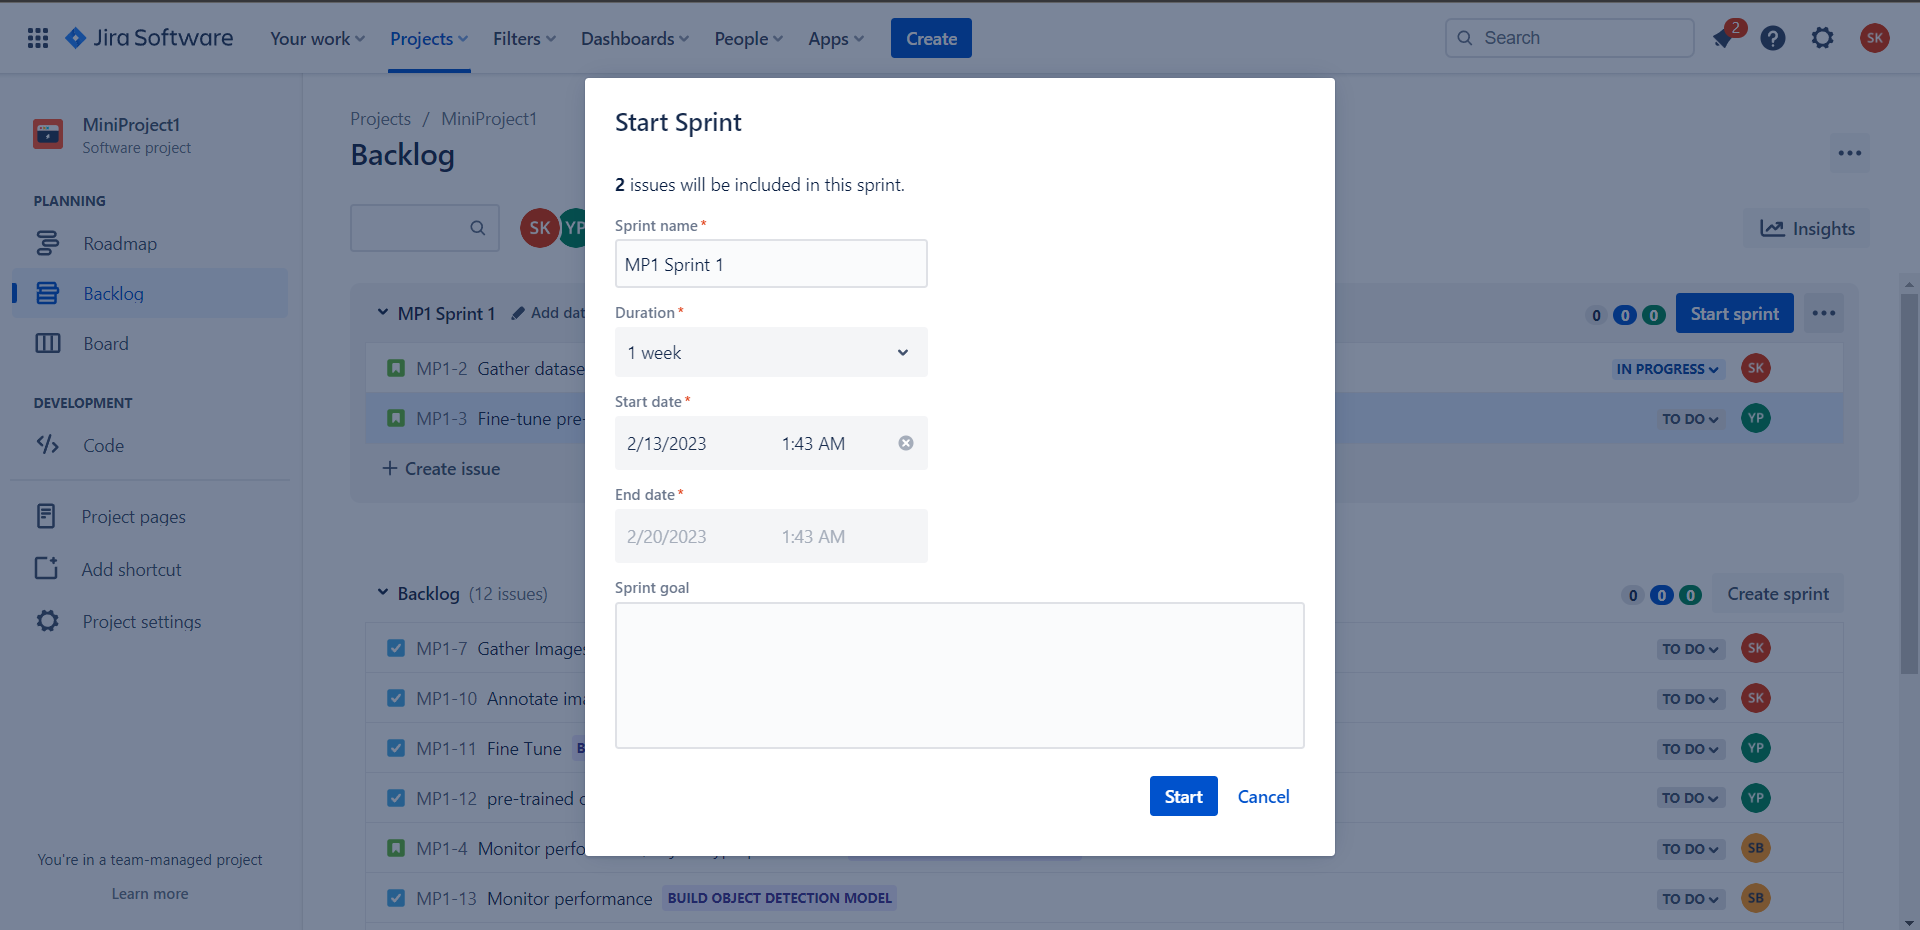 Jira Software
Your work
Projects
Filters
Dashboards
People
Apps
Create
Search
2
SK
MiniProject1
Software project
PLANNING
Roadmap
Backlog
Board
DEVELOPMENT
Code
Project pages
Add shortcut
Project settings
You're in a team-managed project
Learn more
Projects / MiniProject1
Backlog
SK YP
Insights
MP1 Sprint 1 Add dat
0 0 0 Start sprint
MP1-2 Gather datase
IN PROGRESS SK
MP1-3 Fine-tune pre-
TO DO YP
Create issue
Backlog (12 issues)
0 0 0 Create sprint
MP1-7 Gather Images
TO DO SK
MP1-10 Annotate ima
TO DO SK
MP1-11 Fine Tune B
TO DO YP
MP1-12 pre-trained
TO DO YP
MP1-4 Monitor perfo
TO DO SB
MP1-13 Monitor performance BUILD OBJECT DETECTION MODEL
TO DO SB
Start Sprint
2 issues will be included in this sprint.
Sprint name*
MP1 Sprint 1
Duration*
1 week
Start date*
2/13/2023 1:43 AM
End date*
2/20/2023 1:43 AM
Sprint goal
Start Cancel